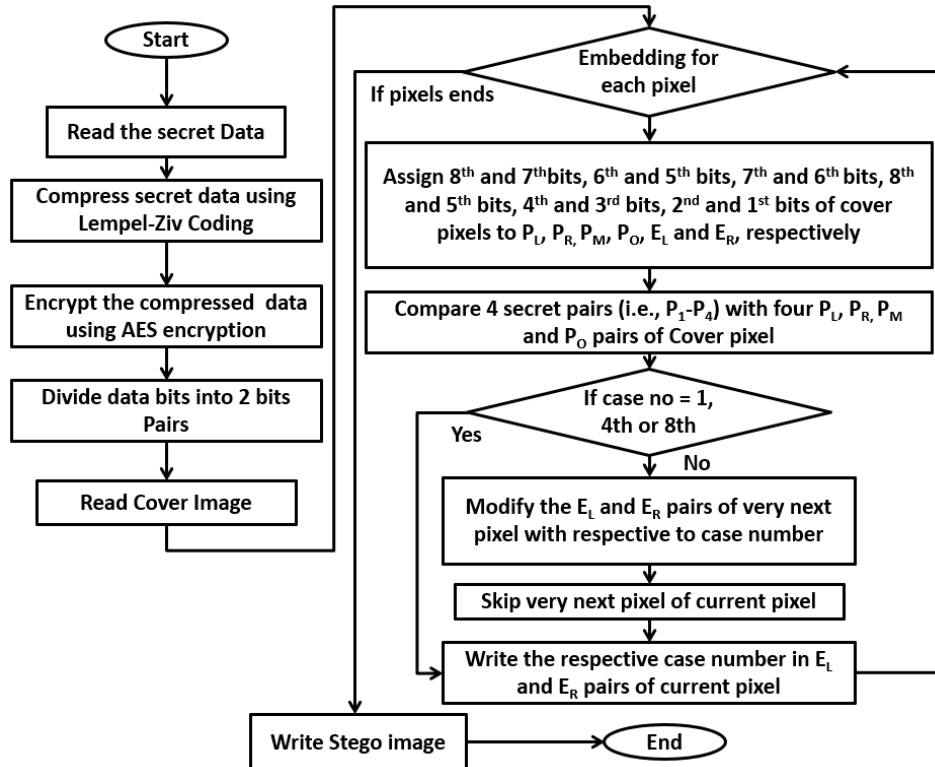 Start
Read the secret Data
Compress secret data using
Lempel-Ziv Coding
Encrypt the compressed data
using AES encryption
Divide data bits into 2 bits
Pairs
Read Cover Image
Embedding for
each pixel
If pixels ends
Assign 8th and 7thbits, 6th and 5th bits, 7th and 6th bits, 8th
and 5th bits, 4th and 3rd bits, 2nd and 1st bits of cover
pixels to PL, PR, PM, PO, EL and ER, respectively
Compare 4 secret pairs (i.e., P1-P4) with four PL, PR, PM
and PO pairs of Cover pixel
If case no = 1,
4th or 8th
Yes
No
Modify the EL and ER pairs of very next
pixel with respective to case number
Skip very next pixel of current pixel
Write the respective case number in EL
and ER pairs of current pixel
Write Stego image
End